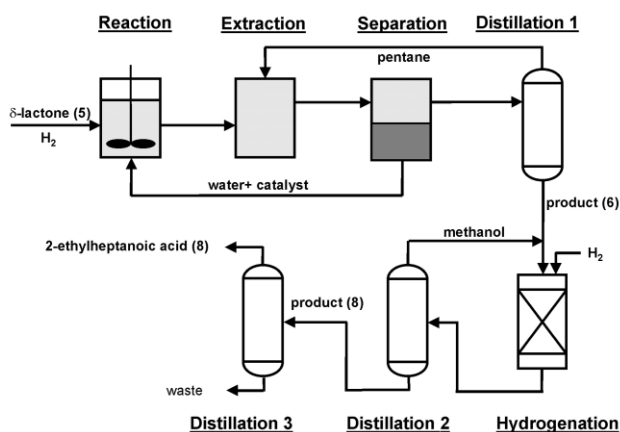 Reaction
Extraction
Separation
Distillation 1
pentane
δ-lactone (5)
H2
water+ catalyst
product (6)
methanol
H2
2-ethylheptanoic acid (8)
product (8)
waste
Distillation 3
Distillation 2
Hydrogenation